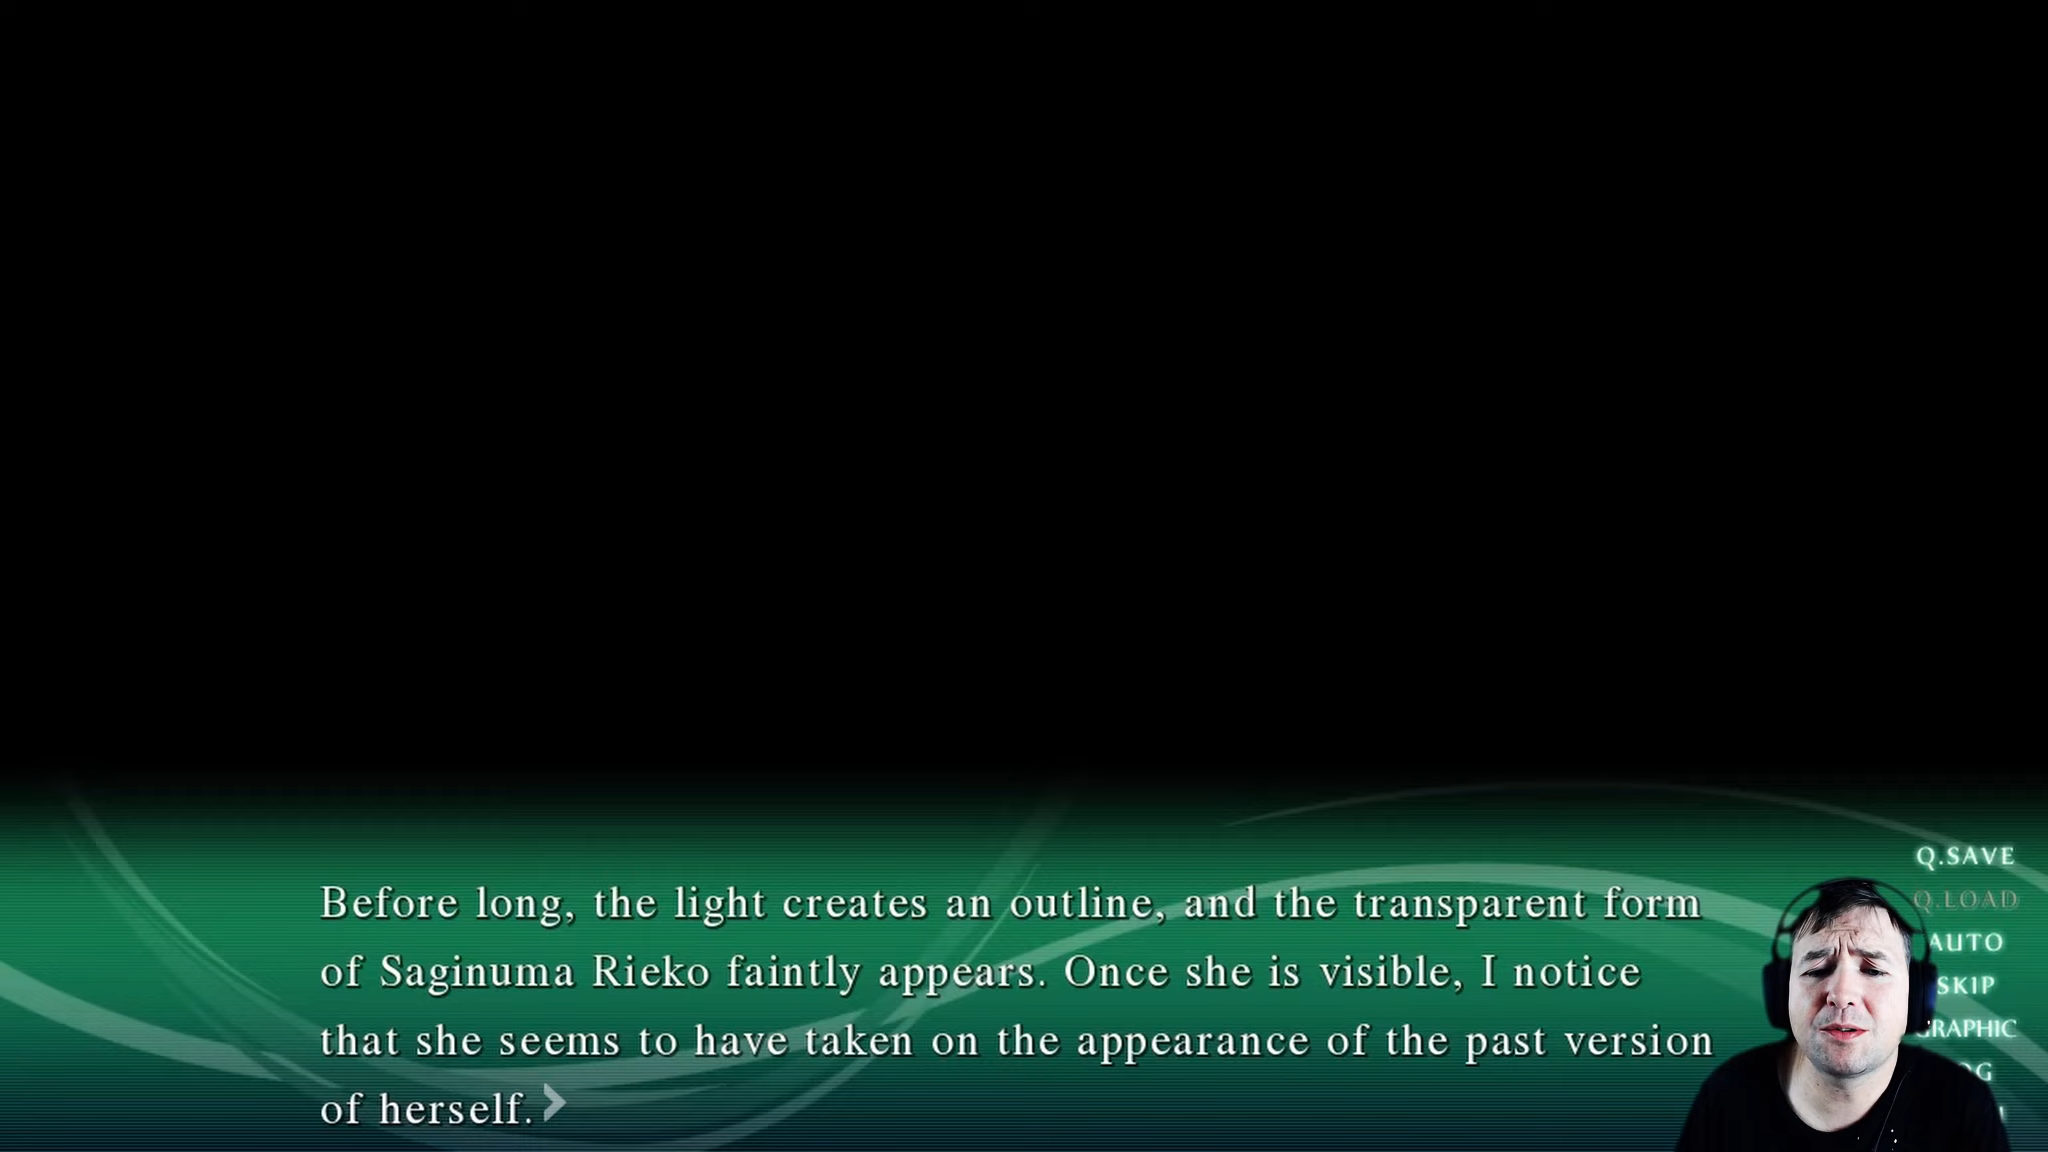 Before long, the light creates an outline, and the transparent form
of Saginuma Rieko faintly appears. Once she is visible, I notice
that she seems to have taken on the appearance of the past version
of herself.
Q.SAVE
Q.LOAD
AUTO
SKIP
GRAPHIC